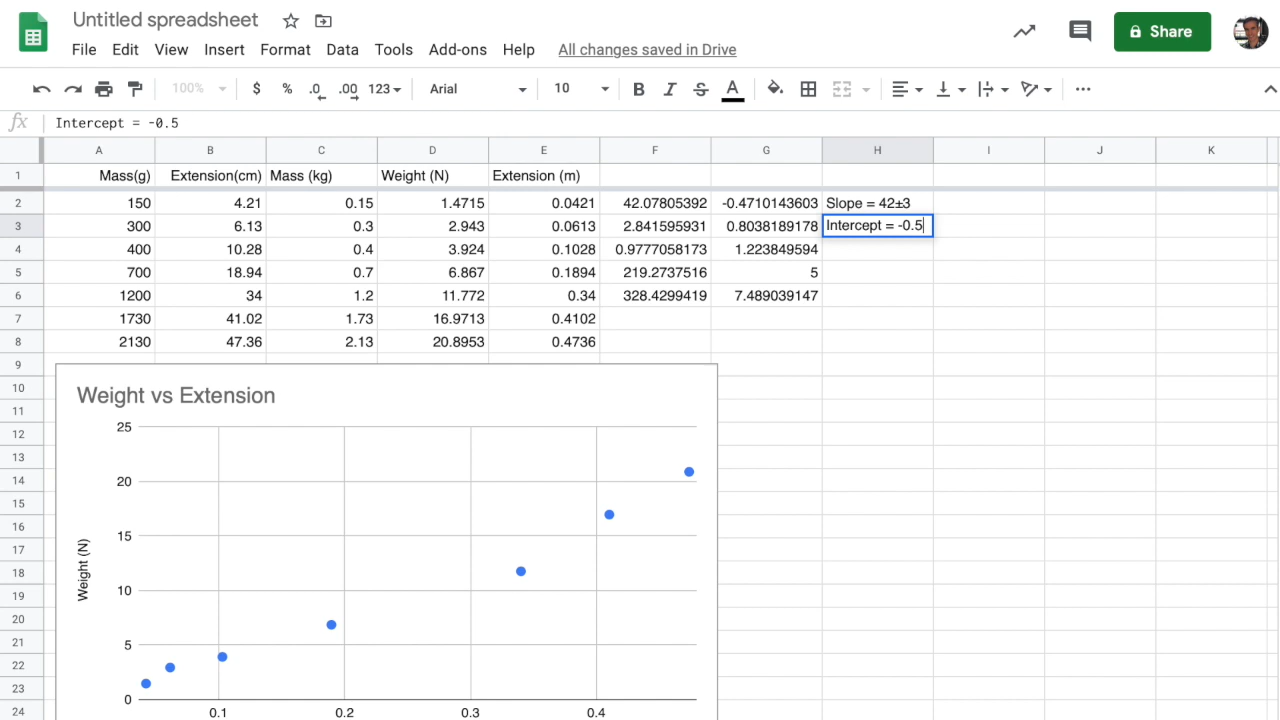 Untitled spreadsheet
File Edit View Insert Format Data Tools Add-ons Help All changes saved in Drive
Share
100% $ % .0 .00 123 Arial 10 B I S A
fx Intercept = -0.5
A B C D E F G H I J K
1 Mass(g) Extension(cm) Mass (kg) Weight (N) Extension (m)
2 150 4.21 0.15 1.4715 0.0421 42.07805392 -0.4710143603 Slope = 42±3
3 300 6.13 0.3 2.943 0.0613 2.841595931 0.8038189178 Intercept = -0.5
4 400 10.28 0.4 3.924 0.1028 0.9777058173 1.223849594
5 700 18.94 0.7 6.867 0.1894 219.2737516 5
6 1200 34 1.2 11.772 0.34 328.4299419 7.489039147
7 1730 41.02 1.73 16.9713 0.4102
8 2130 47.36 2.13 20.8953 0.4736
9
10 Weight vs Extension
11
25
12
13
14 20
15
16
17 15
Weight (N)
18
19 10
20
21
5
22
23
24 0
0.1 0.2 0.3 0.4